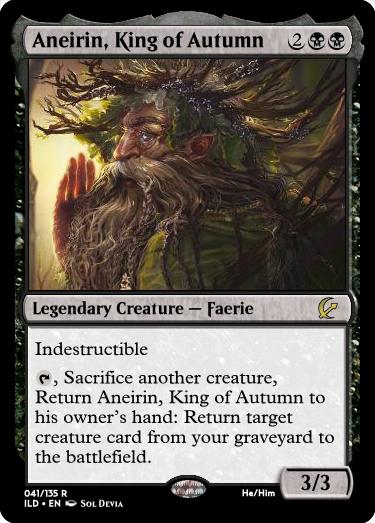 Aneirin, King of Autumn 2
Legendary Creature — Faerie
Indestructible
, Sacrifice another creature,
Return Aneirin, King of Autumn to
his owner's hand: Return target
creature card from your graveyard to
the battlefield.
3/3
041/135 R
He/Him
ILD • EN Sol Devia